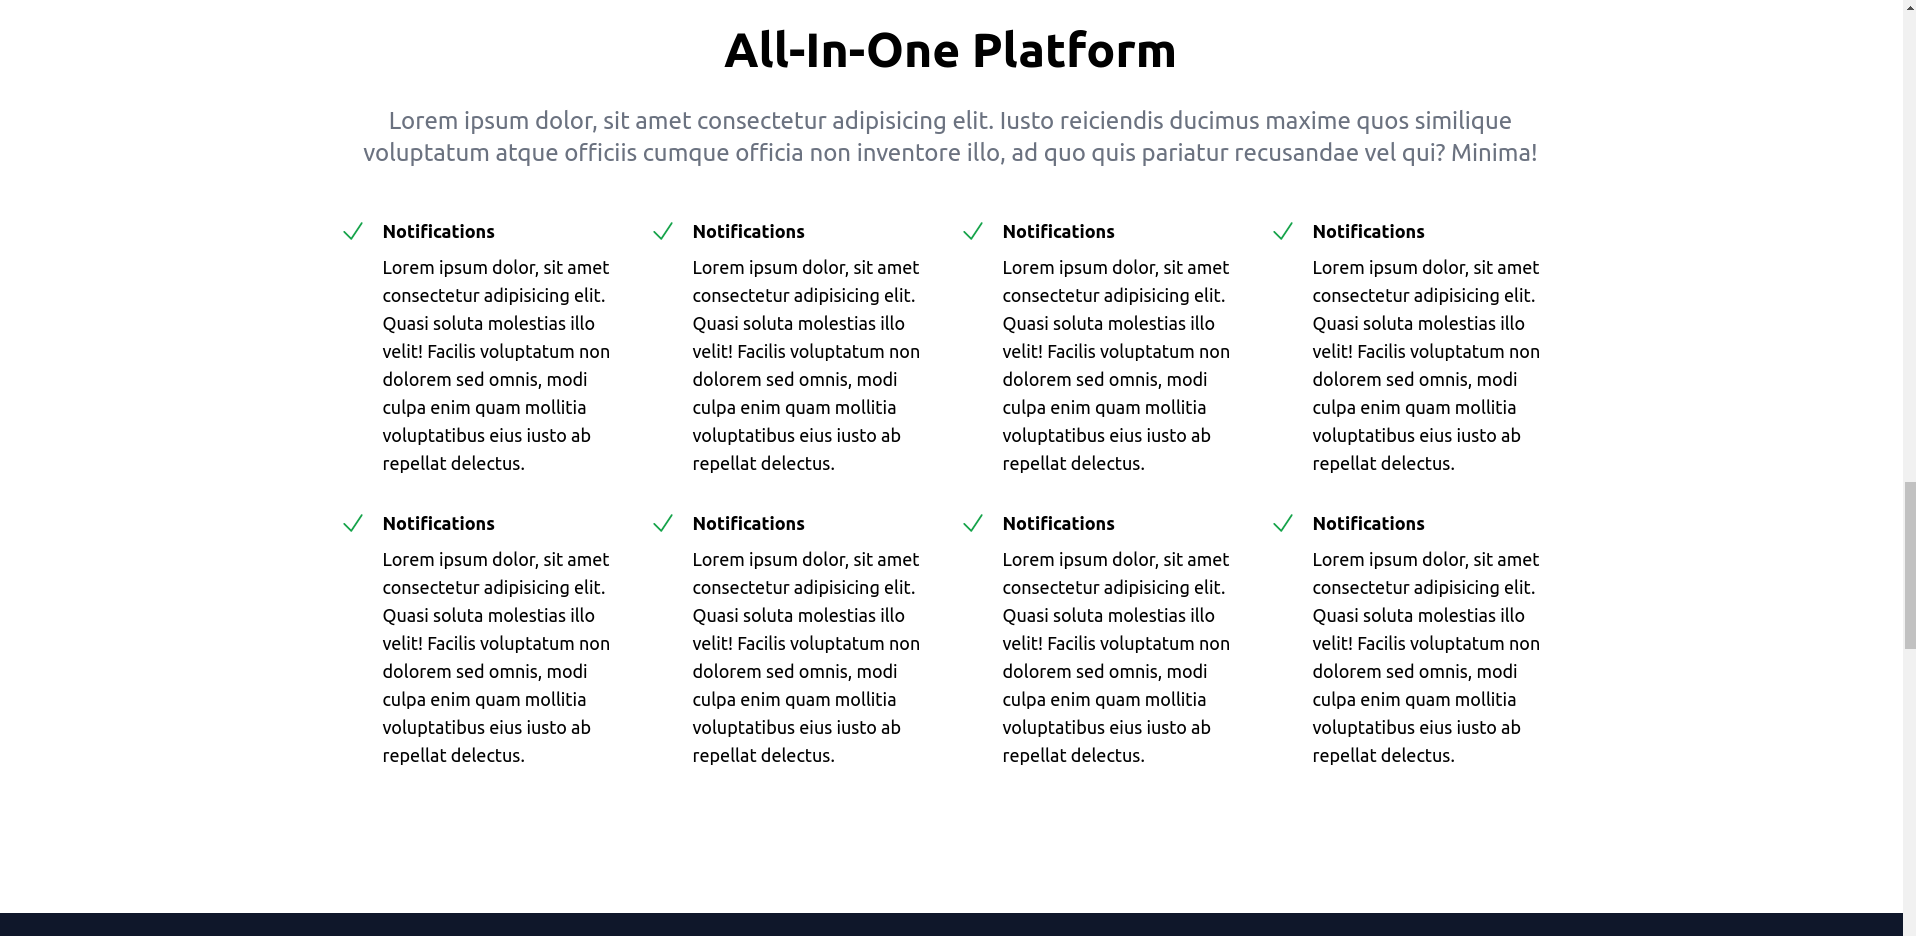 All-In-One Platform
Lorem ipsum dolor, sit amet consectetur adipisicing elit. Iusto reiciendis ducimus maxime quos similique
voluptatum atque officiis cumque officia non inventore illo, ad quo quis pariatur recusandae vel qui? Minima!
Notifications
Lorem ipsum dolor, sit amet
consectetur adipisicing elit.
Quasi soluta molestias illo
velit! Facilis voluptatum non
dolorem sed omnis, modi
culpa enim quam mollitia
voluptatibus eius iusto ab
repellat delectus.
Notifications
Lorem ipsum dolor, sit amet
consectetur adipisicing elit.
Quasi soluta molestias illo
velit! Facilis voluptatum non
dolorem sed omnis, modi
culpa enim quam mollitia
voluptatibus eius iusto ab
repellat delectus.
Notifications
Lorem ipsum dolor, sit amet
consectetur adipisicing elit.
Quasi soluta molestias illo
velit! Facilis voluptatum non
dolorem sed omnis, modi
culpa enim quam mollitia
voluptatibus eius iusto ab
repellat delectus.
Notifications
Lorem ipsum dolor, sit amet
consectetur adipisicing elit.
Quasi soluta molestias illo
velit! Facilis voluptatum non
dolorem sed omnis, modi
culpa enim quam mollitia
voluptatibus eius iusto ab
repellat delectus.
Notifications
Lorem ipsum dolor, sit amet
consectetur adipisicing elit.
Quasi soluta molestias illo
velit! Facilis voluptatum non
dolorem sed omnis, modi
culpa enim quam mollitia
voluptatibus eius iusto ab
repellat delectus.
Notifications
Lorem ipsum dolor, sit amet
consectetur adipisicing elit.
Quasi soluta molestias illo
velit! Facilis voluptatum non
dolorem sed omnis, modi
culpa enim quam mollitia
voluptatibus eius iusto ab
repellat delectus.
Notifications
Lorem ipsum dolor, sit amet
consectetur adipisicing elit.
Quasi soluta molestias illo
velit! Facilis voluptatum non
dolorem sed omnis, modi
culpa enim quam mollitia
voluptatibus eius iusto ab
repellat delectus.
Notifications
Lorem ipsum dolor, sit amet
consectetur adipisicing elit.
Quasi soluta molestias illo
velit! Facilis voluptatum non
dolorem sed omnis, modi
culpa enim quam mollitia
voluptatibus eius iusto ab
repellat delectus.